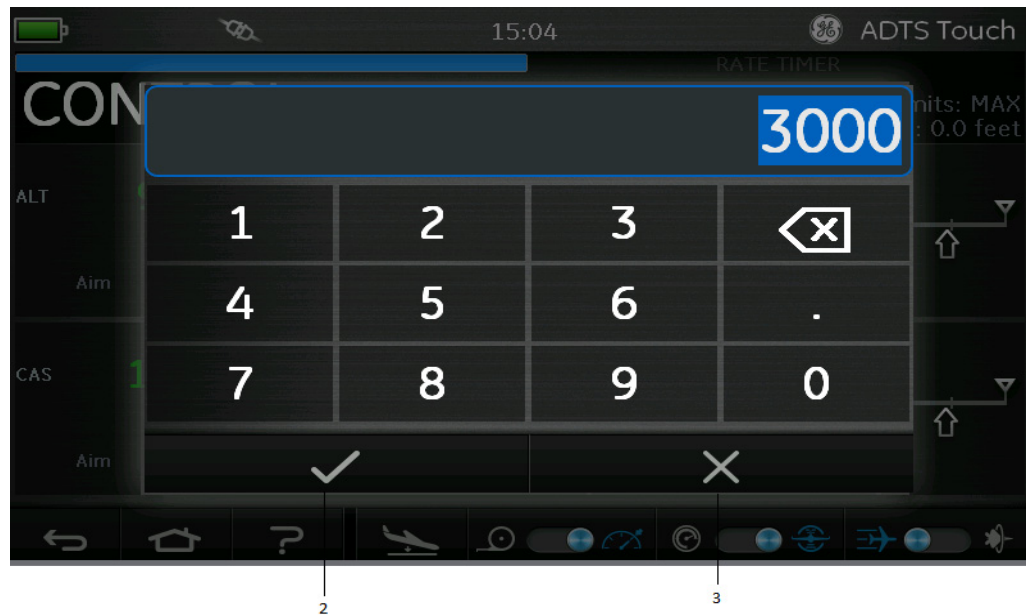 15:04 ADTS Touch
RATE TIMER
CON
MAX
: 0.0 feet
3000
ALT
1 2 3
Aim
4 5 6 .
CAS 1
7 8 9 0
Aim
?
2 3